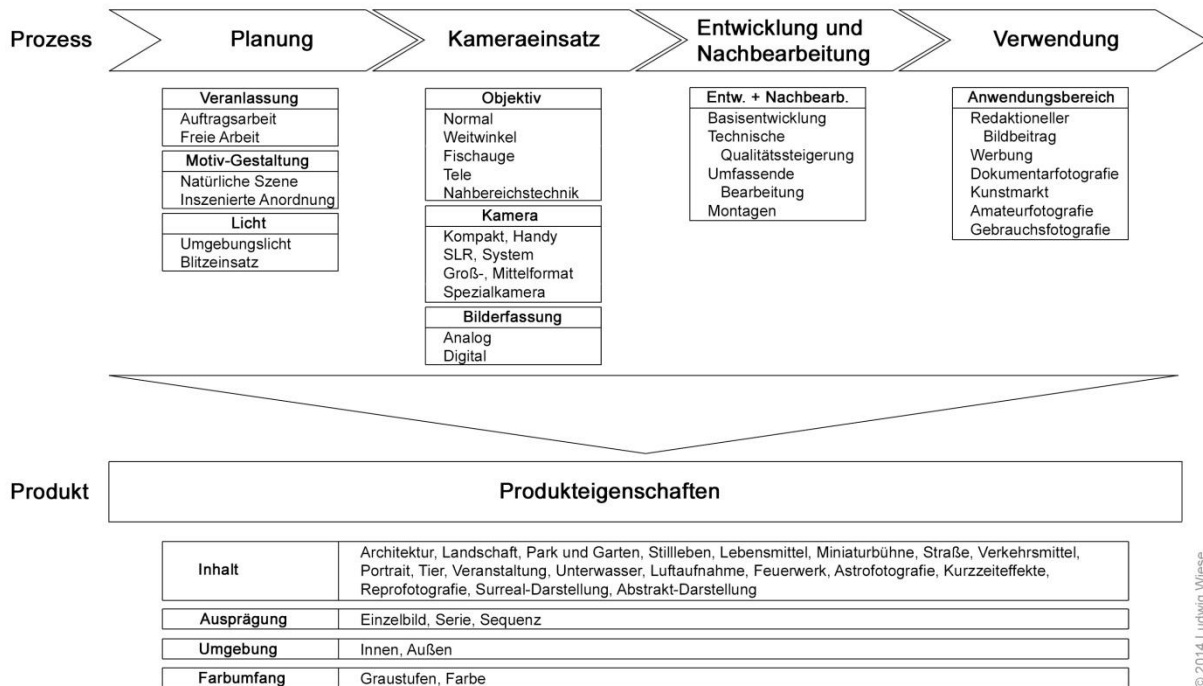 Prozess
Planung
Kameraeinsatz
Entwicklung und
Nachbearbeitung
Verwendung
Veranlassung
Auftragsarbeit
Freie Arbeit
Motiv-Gestaltung
Natürliche Szene
Inszenierte Anordnung
Licht
Umgebungslicht
Blitzeinsatz
Objektiv
Normal
Weitwinkel
Fischauge
Tele
Nahbereichstechnik
Kamera
Kompakt, Handy
SLR, System
Groß-, Mittelformat
Spezialkamera
Bilderfassung
Analog
Digital
Entw. + Nachbearb.
Basisentwicklung
Technische
Qualitätssteigerung
Umfassende
Bearbeitung
Montagen
Anwendungsbereich
Redaktioneller
Bildbeitrag
Werbung
Dokumentarfotografie
Kunstmarkt
Amateurfotografie
Gebrauchsfotografie
Produkt
Produkteigenschaften
Inhalt
Architektur, Landschaft, Park und Garten, Stillleben, Lebensmittel, Miniaturbühne, Straße, Verkehrsmittel,
Portrait, Tier, Veranstaltung, Unterwasser, Luftaufnahme, Feuerwerk, Astrofotografie, Kurzzeiteffekte,
Reprofotografie, Surreal-Darstellung, Abstrakt-Darstellung
Ausprägung
Einzelbild, Serie, Sequenz
Umgebung
Innen, Außen
Farbumfang
Graustufen, Farbe
© 2014 Ludwig Wiese